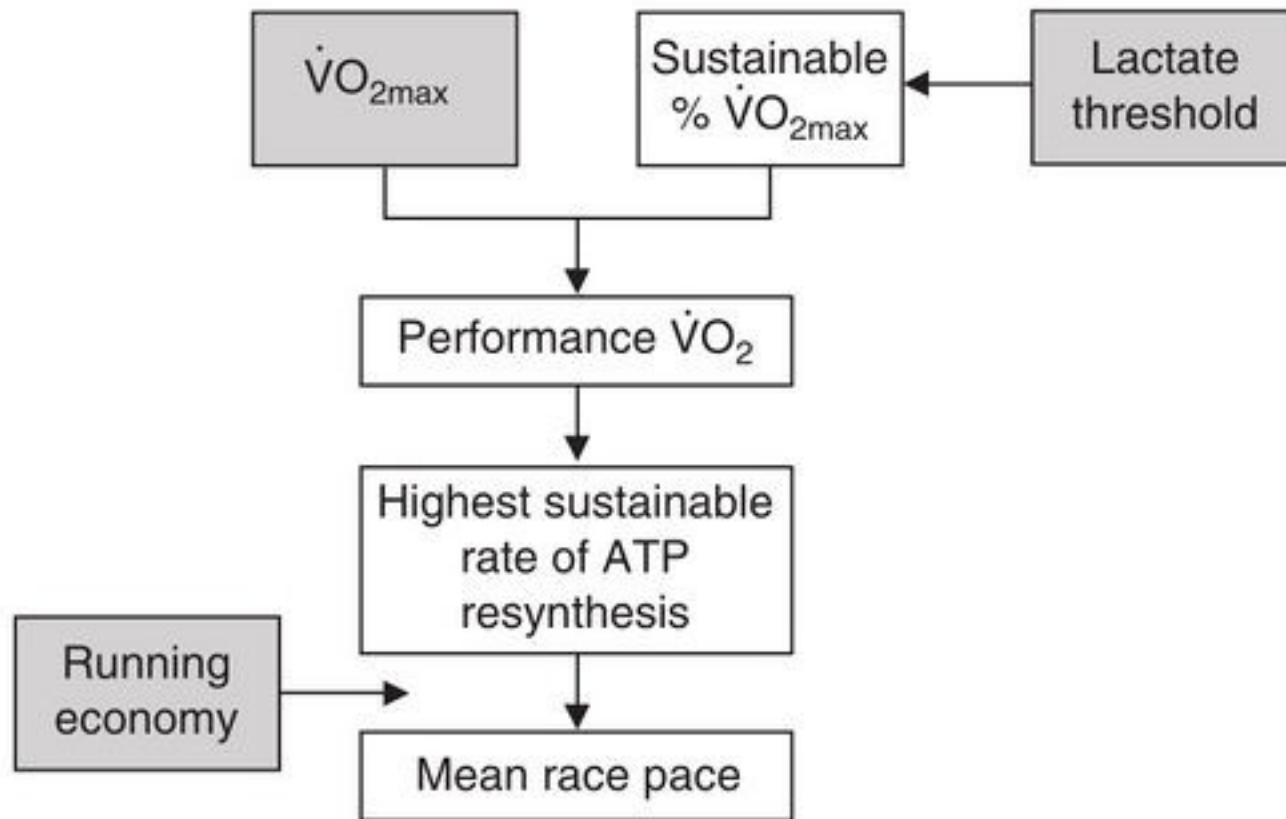 V̇O₂max
Sustainable
% V̇O₂max
Lactate
threshold
Performance V̇O₂
Highest sustainable
rate of ATP
resynthesis
Running
economy
Mean race pace